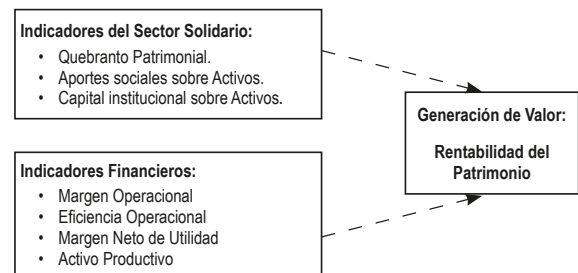 Indicadores del Sector Solidario:
• Quebranto Patrimonial.
• Aportes sociales sobre Activos.
• Capital institucional sobre Activos.
Generación de Valor:
Rentabilidad del
Patrimonio
Indicadores Financieros:
• Margen Operacional
• Eficiencia Operacional
• Margen Neto de Utilidad
• Activo Productivo